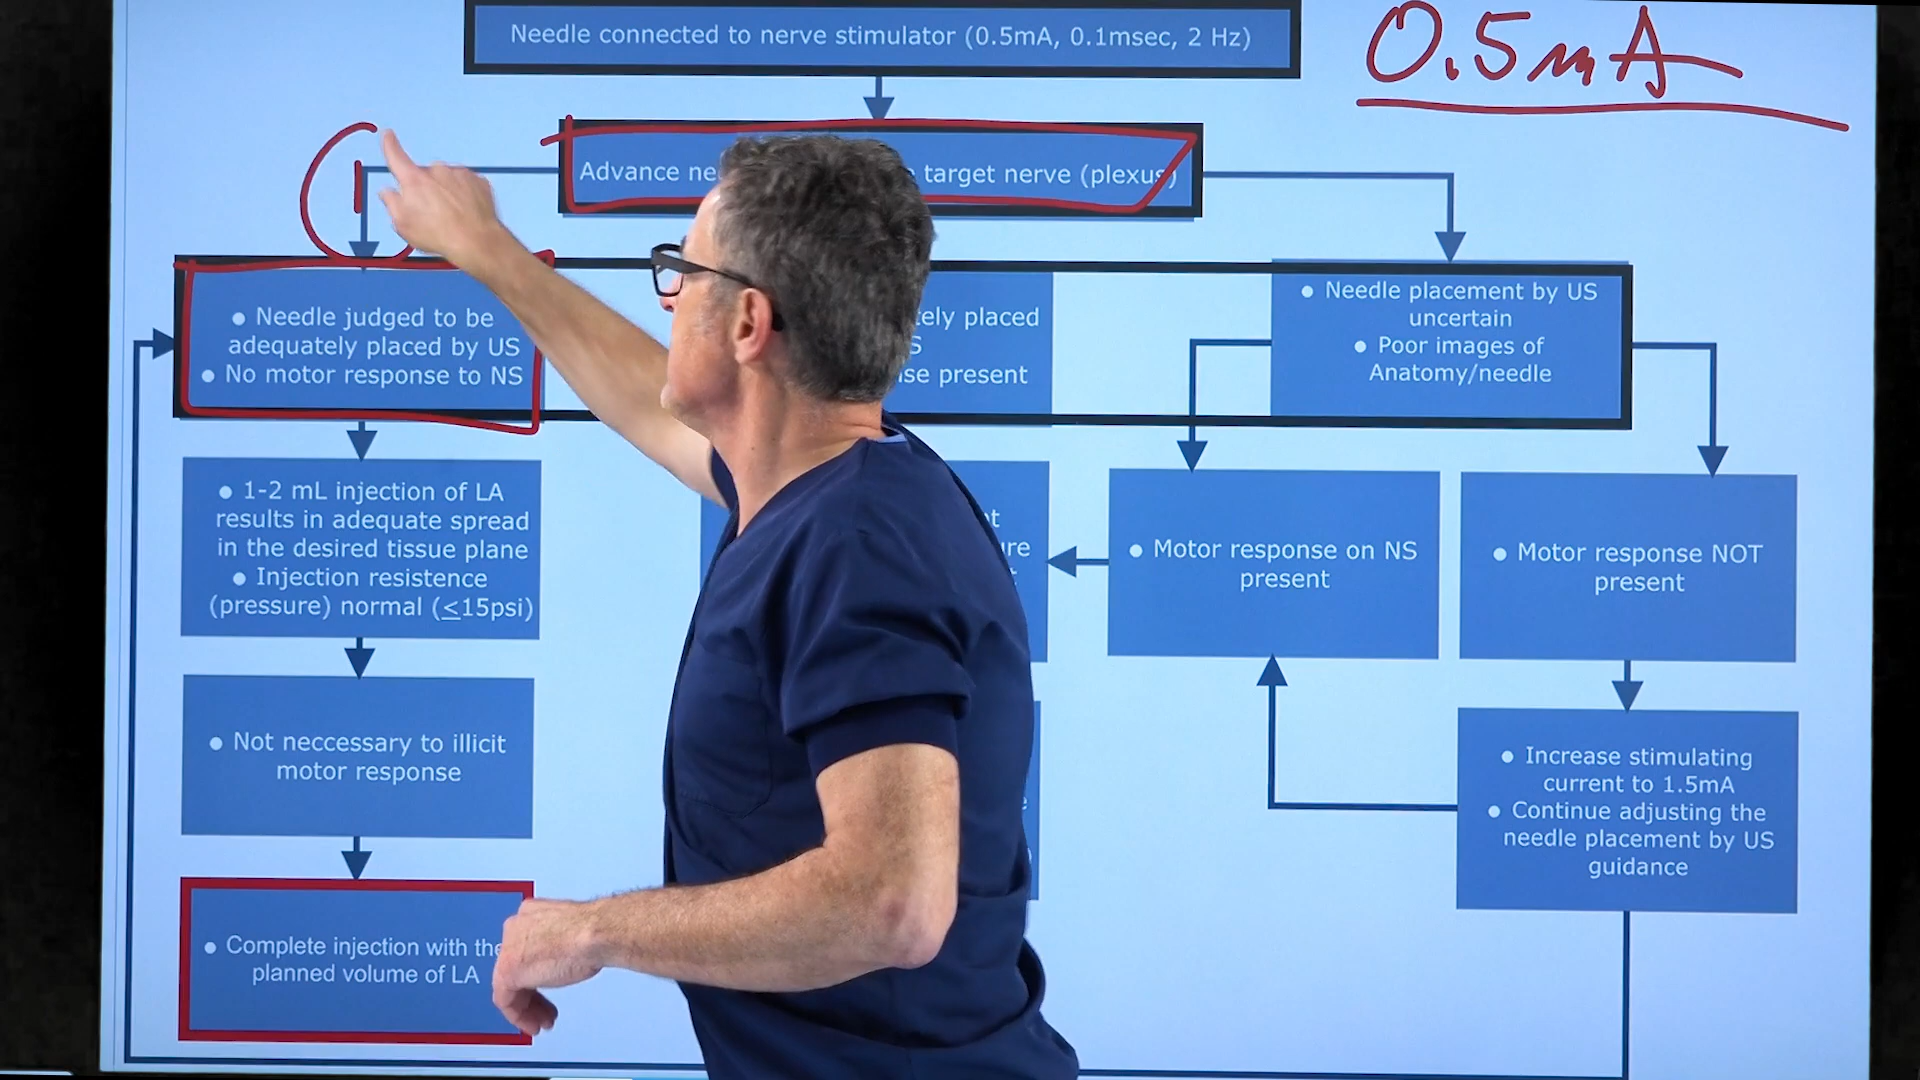 Needle connected to nerve stimulator (0.5mA, 0.1msec, 2 Hz)
0.5mA
Advance target nerve (plexus)
1
● Needle judged to be
adequately placed by US
● No motor response to NS
placed
present
● Needle placement by US
uncertain
● Poor images of
Anatomy/needle
● 1-2 mL injection of LA
results in adequate spread
in the desired tissue plane
● Injection resistence
(pressure) normal (≤15psi)
● Motor response on NS
present
● Motor response NOT
present
● Not neccessary to illicit
motor response
● Increase stimulating
current to 1.5mA
● Continue adjusting the
needle placement by US
guidance
● Complete injection with the
planned volume of LA